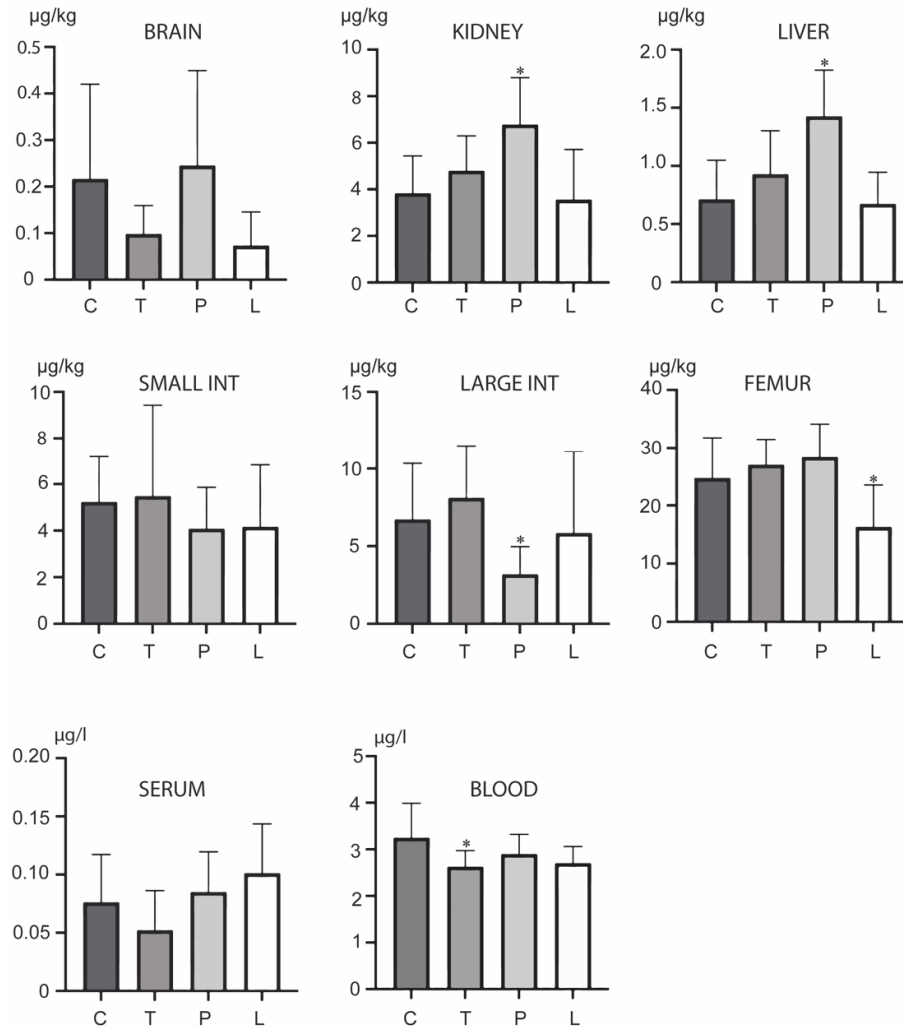 µg/kg BRAIN
0.5
0.4
0.3
0.2
0.1
0
C T P L
µg/kg KIDNEY
10
8
6
4
2
0
*
C T P L
µg/kg LIVER
2.0
1.5
1.0
0.5
0
*
C T P L
µg/kg SMALL INT
10
8
6
4
2
0
C T P L
µg/kg LARGE INT
15
10
5
0
*
C T P L
µg/kg FEMUR
40
30
20
10
0
*
C T P L
µg/l
SERUM
0.20
0.15
0.10
0.05
0
C T P L
µg/l
BLOOD
5
4
3
2
1
0
*
C T P L